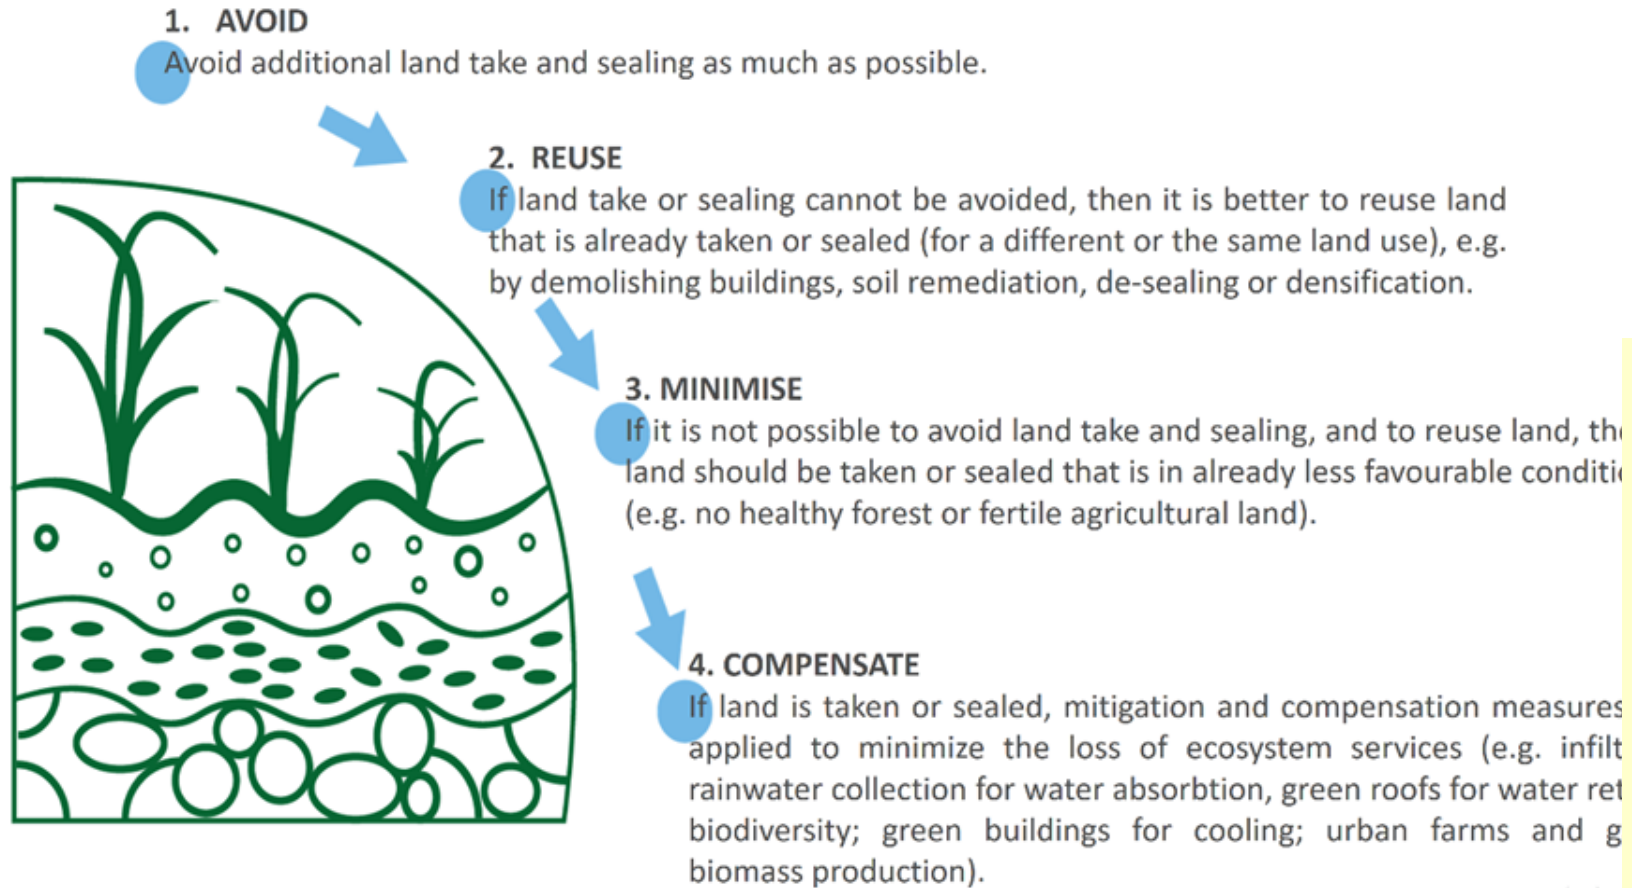 1. AVOID
Avoid additional land take and sealing as much as possible.
2. REUSE
If land take or sealing cannot be avoided, then it is better to reuse land
that is already taken or sealed (for a different or the same land use), e.g.
by demolishing buildings, soil remediation, de-sealing or densification.
3. MINIMISE
If it is not possible to avoid land take and sealing, and to reuse land,
land should be taken or sealed that is in already less favourable
(e.g. no healthy forest or fertile agricultural land).
4. COMPENSATE
If land is taken or sealed, mitigation and compensation measures
applied to minimize the loss of ecosystem services (e.g.
rainwater collection for water absorbtion, green roofs for water
biodiversity; green buildings for cooling; urban farms and
biomass production).